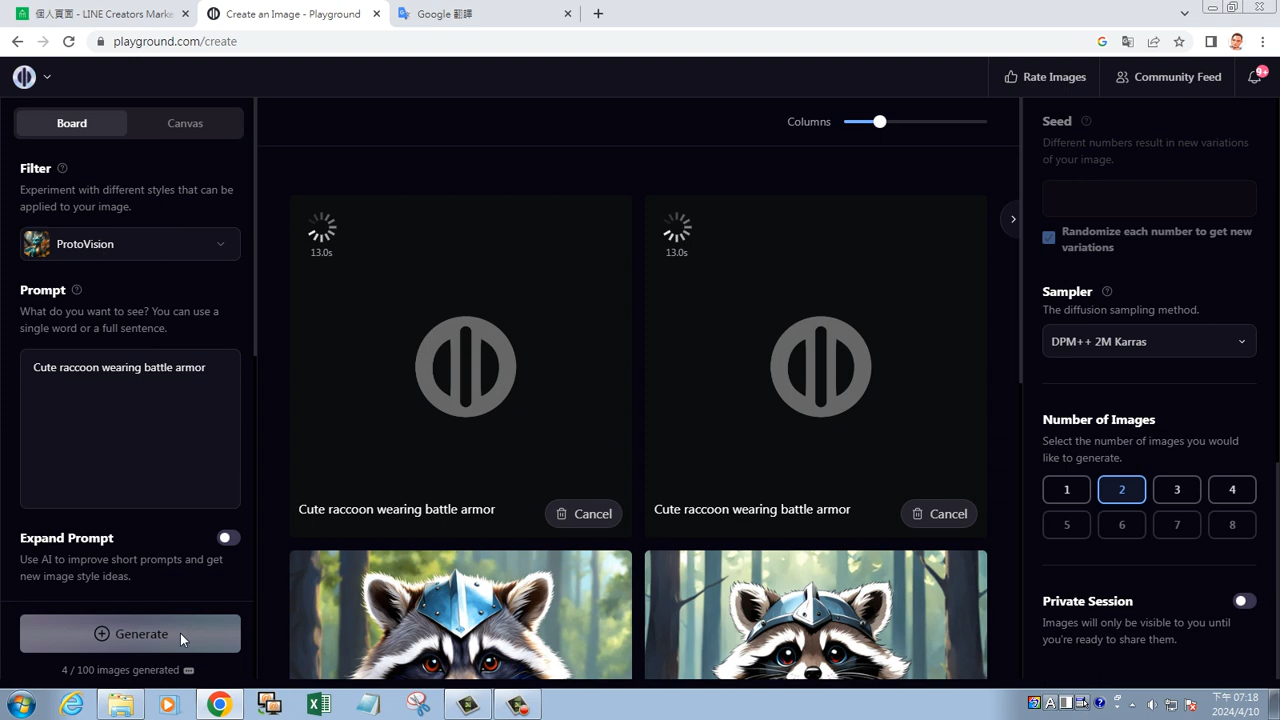 個人頁面 - LINE Creators Mark
Create an Image - Playground
Google 翻譯
playground.com/create
Rate Images
Community Feed
9+
Board
Canvas
Columns
Filter
Experiment with different styles that can be
applied to your image.
ProtoVision
Prompt
What do you want to see? You can use a
single word or a full sentence.
Cute raccoon wearing battle armor
Expand Prompt
Use AI to improve short prompts and get
new image style ideas.
Generate
4 / 100 images generated
13.0s
13.0s
Cute raccoon wearing battle armor
Cancel
Cute raccoon wearing battle armor
Cancel
Seed
Different numbers result in new variations
of your image.
Randomize each number to get new
variations
Sampler
The diffusion sampling method.
DPM++ 2M Karras
Number of Images
Select the number of images you would
like to generate.
1 2 3 4
5 6 7 8
Private Session
Images will only be visible to you until
you're ready to share them.
下午 07:18
2024/4/10